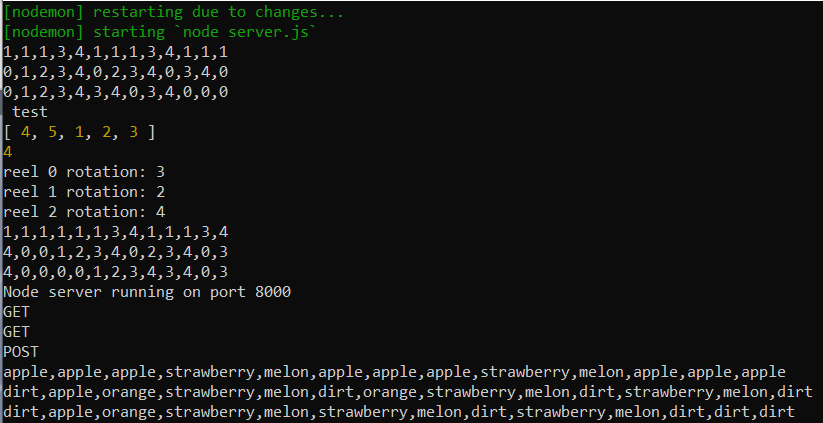 [nodemon] restarting due to changes...
[nodemon] starting `node server.js`
1,1,1,3,4,1,1,1,3,4,1,1,1
0,1,2,3,4,0,2,3,4,0,3,4,0
0,1,2,3,4,3,4,0,3,4,0,0,0
test
[ 4, 5, 1, 2, 3 ]
4
reel 0 rotation: 3
reel 1 rotation: 2
reel 2 rotation: 4
1,1,1,1,1,1,3,4,1,1,1,3,4
4,0,0,1,2,3,4,0,2,3,4,0,3
4,0,0,0,0,1,2,3,4,3,4,0,3
Node server running on port 8000
GET
GET
POST
apple,apple,apple,strawberry,melon,apple,apple,apple,strawberry,melon,apple,apple,apple
dirt,apple,orange,strawberry,melon,dirt,orange,strawberry,melon,dirt,strawberry,melon,dirt
dirt,apple,orange,strawberry,melon,strawberry,melon,dirt,strawberry,melon,dirt,dirt,dirt